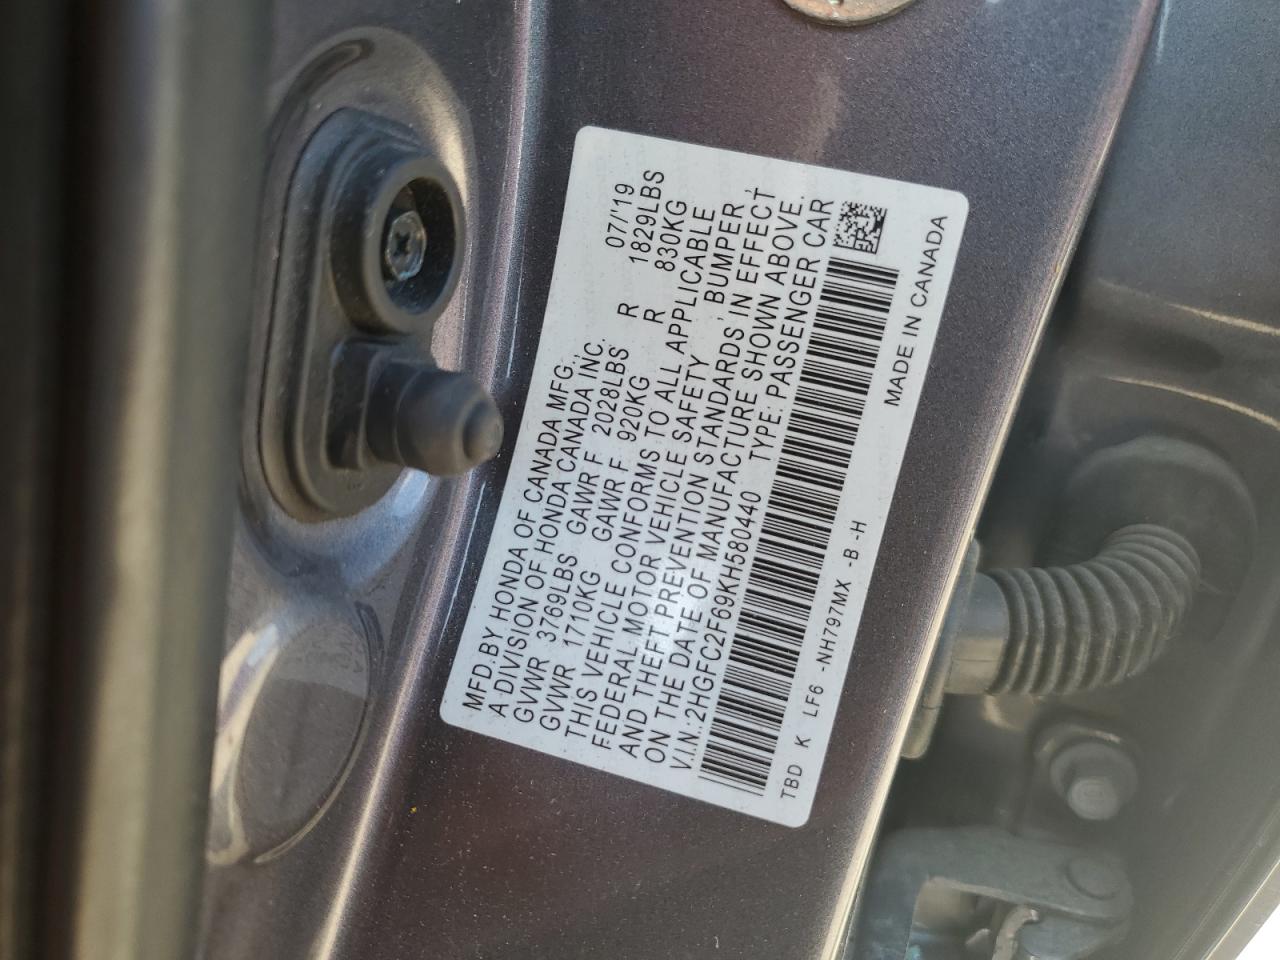 MFD.BY HONDA OF CANADA MFG. 07/'19
A DIVISION OF HONDA CANADA INC.
GVWR 3769LBS GAWR F 2028LBS R 1829LBS
GVWR 1710KG GAWR F 920KG R 830KG
THIS VEHICLE CONFORMS TO ALL APPLICABLE
FEDERAL MOTOR VEHICLE SAFETY , BUMPER ,
AND THEFT PREVENTION STANDARDS IN EFFECT
ON THE DATE OF MANUFACTURE SHOWN ABOVE.
V.I.N.:2HGFC2F69KH580440 TYPE: PASSENGER CAR
TBD K LF6 -NH797MX -B -H MADE IN CANADA